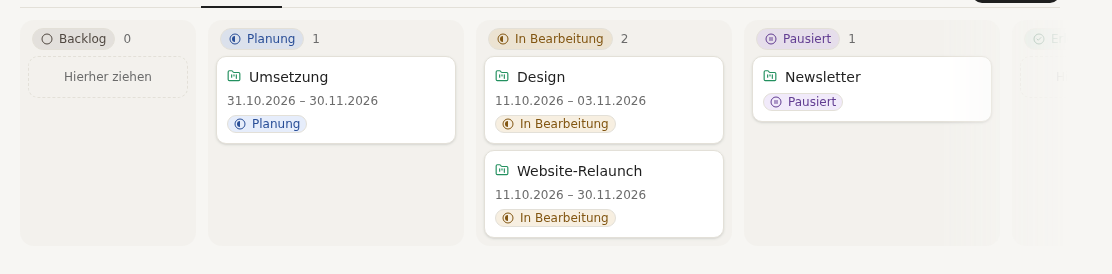 Backlog 0
Hierher ziehen
Planung 1
Umsetzung
31.10.2026 – 30.11.2026
Planung
In Bearbeitung 2
Design
11.10.2026 – 03.11.2026
In Bearbeitung
Website-Relaunch
11.10.2026 – 30.11.2026
In Bearbeitung
Pausiert 1
Newsletter
Pausiert